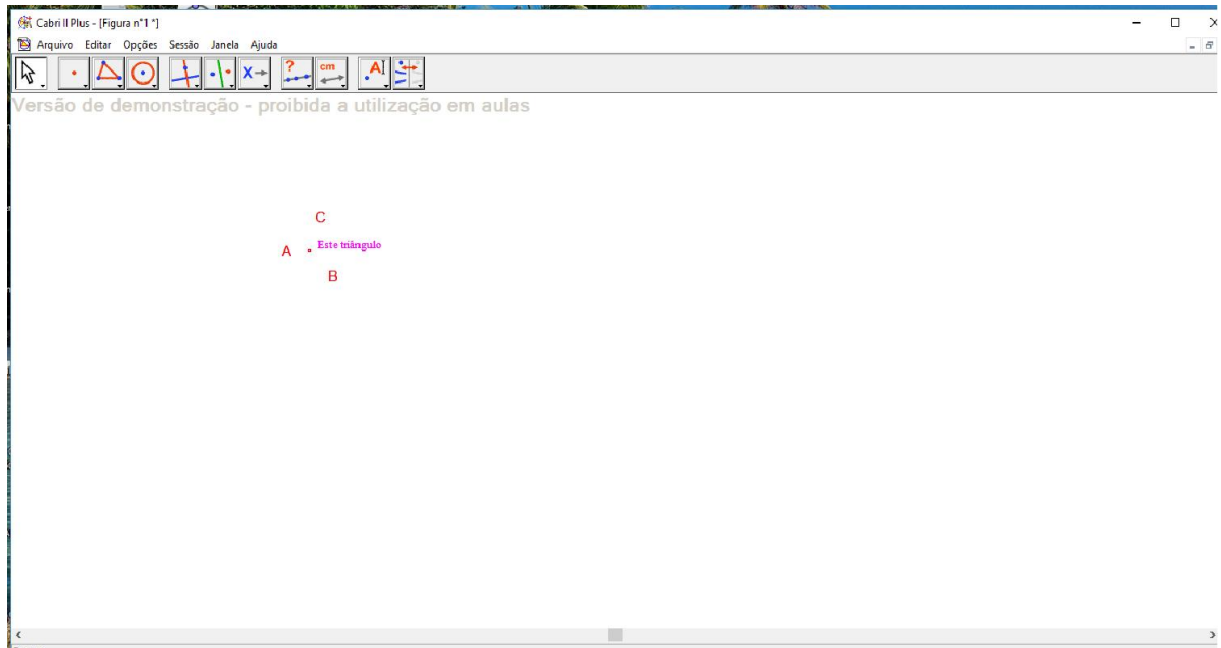 Cabri II Plus - [Figura n°1 *]
Arquivo Editar Opções Sessão Janela Ajuda
X ? cm A
Versão de demonstração - proibida a utilização em aulas
C
A Este triângulo
B